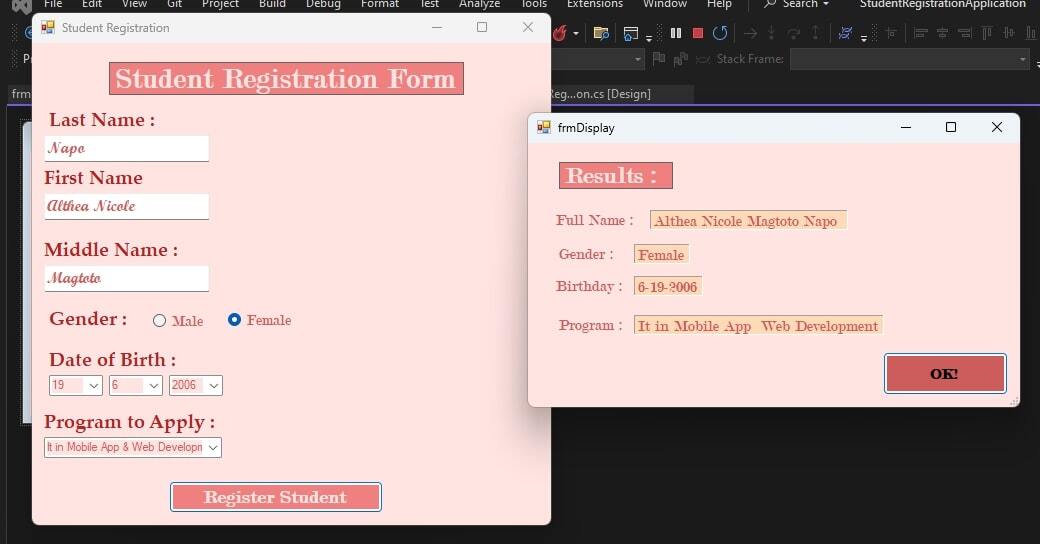 File Edit View Git Project Build Debug Format Test Analyze Tools Extensions Window Help Search StudentRegistrationApplication
Student Registration
Stack Frame:
Student Registration Form
frm
Reg...on.cs [Design]
Last Name :
Napo
First Name
Althea Nicole
Middle Name :
Magtoto
Gender : Male Female
Date of Birth :
19 6 2006
Program to Apply :
It in Mobile App & Web Developn
Register Student
frmDisplay
Results :
Full Name : Althea Nicole Magtoto Napo
Gender : Female
Birthday : 6-19-2006
Program : It in Mobile App  Web Development
OK!